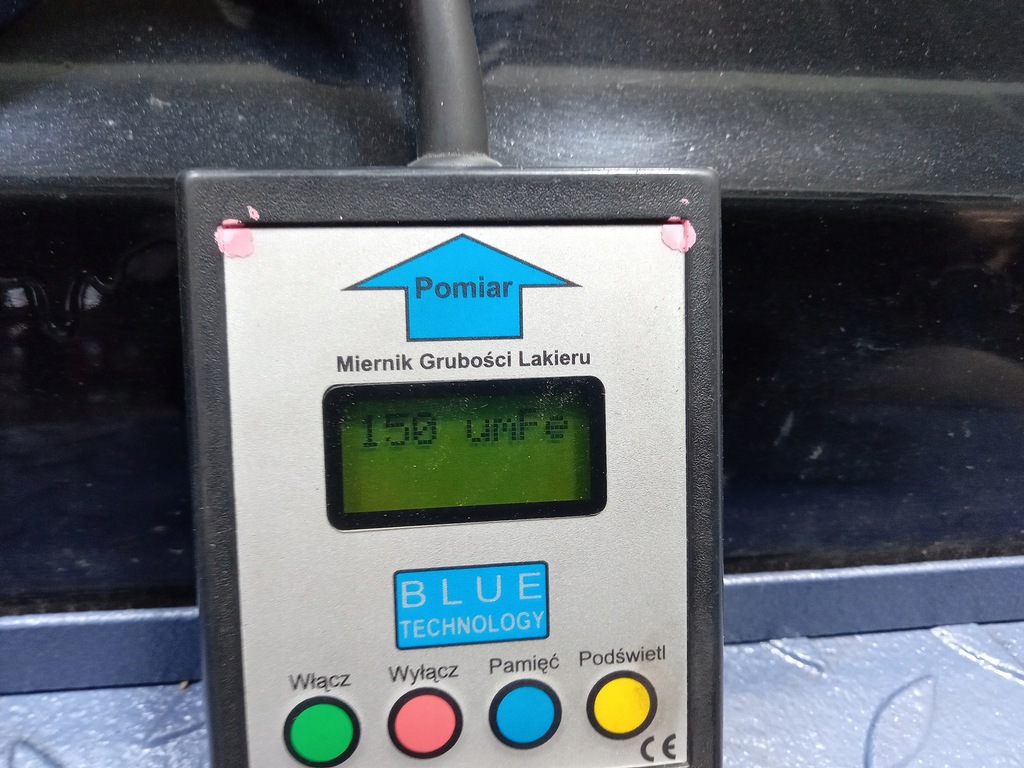 Pomiar
Miernik Grubości Lakieru
150 umFe
BLUE
TECHNOLOGY
Włącz Wyłącz Pamięć Podświetl
CE